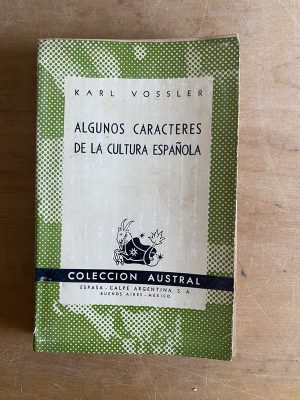 KARL VOSSLER
ALGUNOS CARACTERES
DE LA CULTURA ESPAÑOLA
COLECCION AUSTRAL
ESPASA - CALPE ARGENTINA, S. A.
BUENOS AIRES - MEXICO